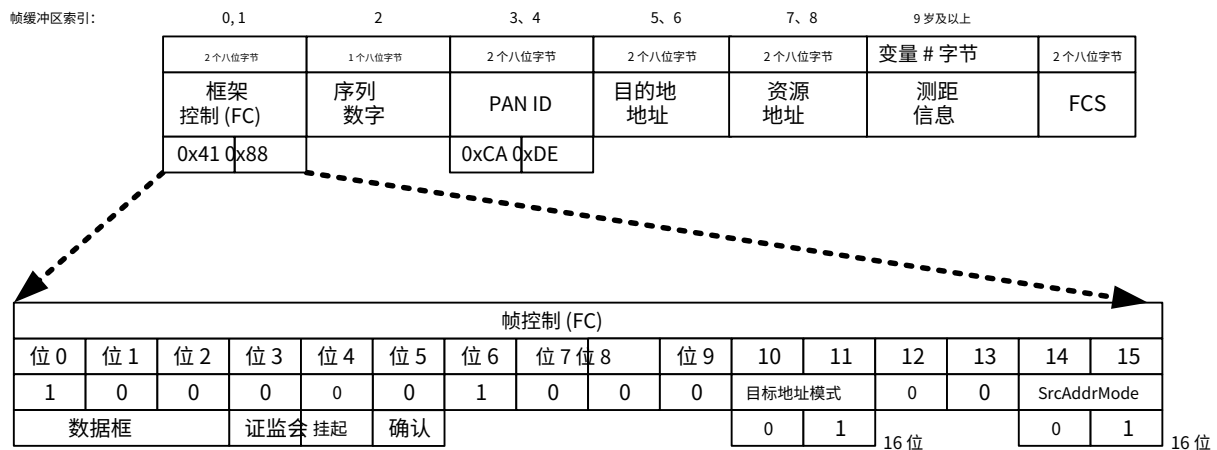 帧缓冲区索引： 0, 1 2 3、4 5、6 7、8 9 岁及以上
2 个八位字节 1 个八位字节 2 个八位字节 2 个八位字节 2 个八位字节 变量 # 字节 2 个八位字节
框架 序列 目的地 资源 测距
控制 (FC) 数字 PAN ID 地址 地址 信息 FCS
0x41 0x88 0xCA 0xDE
帧控制 (FC)
位 0 位 1 位 2 位 3 位 4 位 5 位 6 位 7 位 8 位 9 10 11 12 13 14 15
1 0 0 0 0 0 1 0 0 0 目标地址模式 0 0 SrcAddrMode
数据框 证监会 挂起 确认 0 1 16 位 0 1 16 位